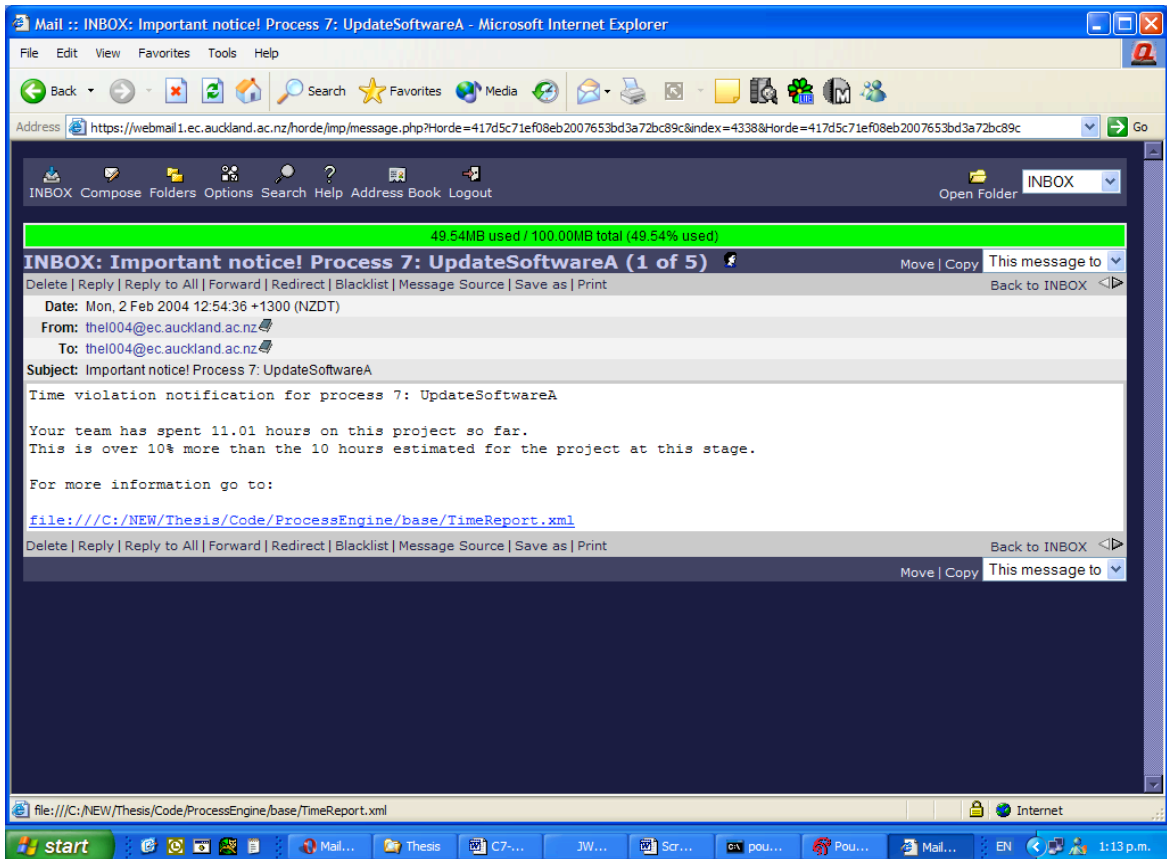 Mail :: INBOX: Important notice! Process 7: UpdateSoftwareA - Microsoft Internet Explorer
File Edit View Favorites Tools Help
Back Search Favorites Media
Address https://webmail1.ec.auckland.ac.nz/horde/imp/message.php?Horde=417d5c71ef08eb2007653bd3a72bc89c&index=4338&Horde=417d5c71ef08eb2007653bd3a72bc89c Go
INBOX Compose Folders Options Search Help Address Book Logout Open Folder INBOX
49.54MB used / 100.00MB total (49.54% used)
INBOX: Important notice! Process 7: UpdateSoftwareA (1 of 5) Move | Copy This message to
Delete | Reply | Reply to All | Forward | Redirect | Blacklist | Message Source | Save as | Print Back to INBOX
Date: Mon, 2 Feb 2004 12:54:36 +1300 (NZDT)
From: thel004@ec.auckland.ac.nz
To: thel004@ec.auckland.ac.nz
Subject: Important notice! Process 7: UpdateSoftwareA
Time violation notification for process 7: UpdateSoftwareA
Your team has spent 11.01 hours on this project so far.
This is over 10% more than the 10 hours estimated for the project at this stage.
For more information go to:
file:///C:/NEW/Thesis/Code/ProcessEngine/base/TimeReport.xml
Delete | Reply | Reply to All | Forward | Redirect | Blacklist | Message Source | Save as | Print Back to INBOX
Move | Copy This message to
file:///C:/NEW/Thesis/Code/ProcessEngine/base/TimeReport.xml Internet
start Mail... Thesis C7-... JW... Scr... pou... Pou... Mail... EN 1:13 p.m.